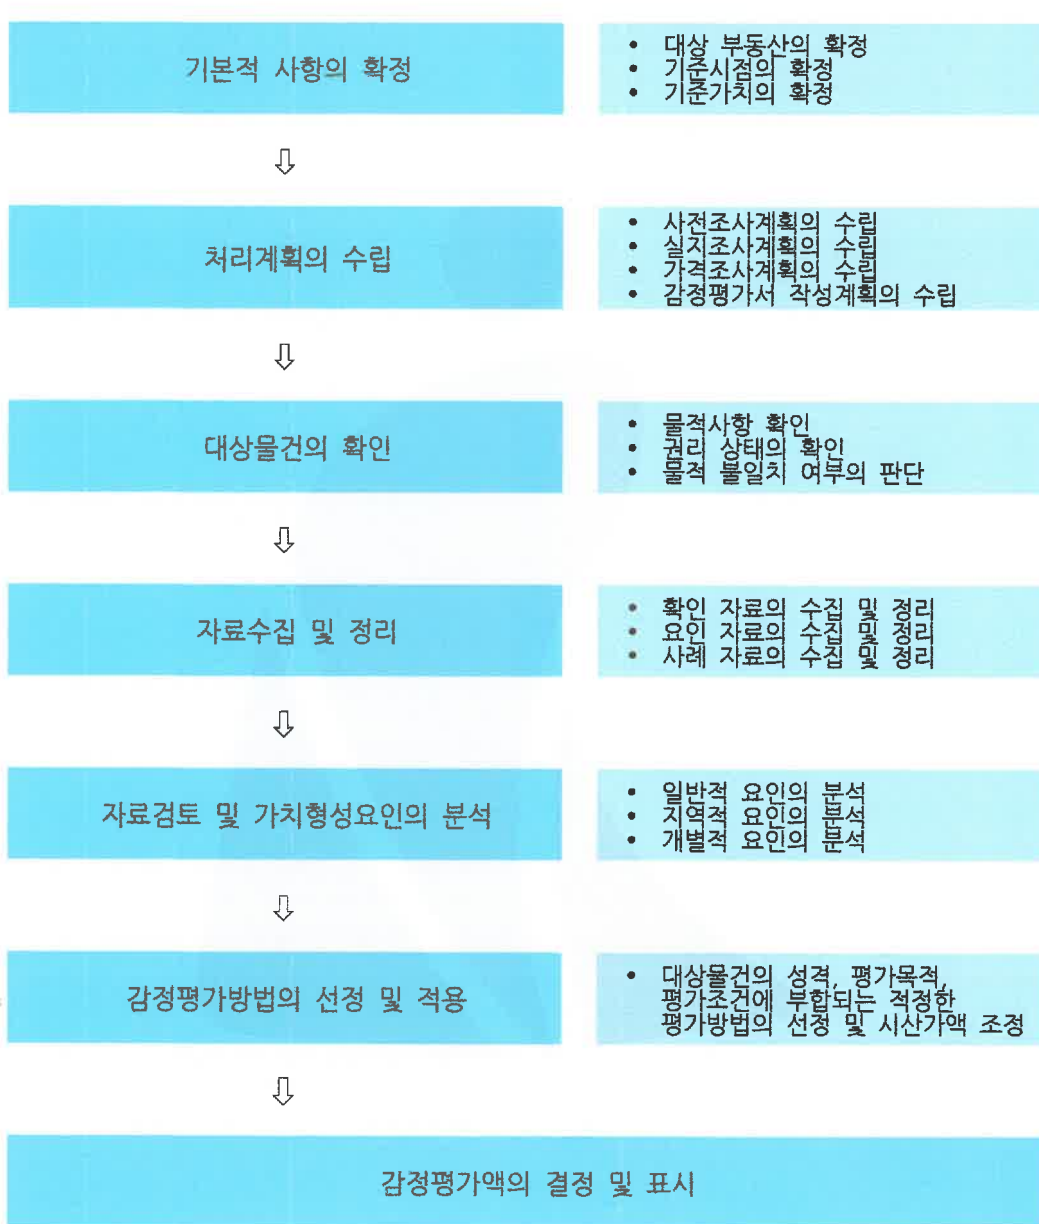 기본적 사항의 확정
• 대상 부동산의 확정
• 기준시점의 확정
• 기준가치의 확정
⇩
처리계획의 수립
• 사전조사계획의 수립
• 실지조사계획의 수립
• 가격조사계획의 수립
• 감정평가서 작성계획의 수립
⇩
대상물건의 확인
• 물적사항 확인
• 권리 상태의 확인
• 물적 불일치 여부의 판단
⇩
자료수집 및 정리
• 확인 자료의 수집 및 정리
• 요인 자료의 수집 및 정리
• 사례 자료의 수집 및 정리
⇩
자료검토 및 가치형성요인의 분석
• 일반적 요인의 분석
• 지역적 요인의 분석
• 개별적 요인의 분석
⇩
감정평가방법의 선정 및 적용
• 대상물건의 성격, 평가목적,
평가조건에 부합되는 적정한
평가방법의 선정 및 시산가액 조정
⇩
감정평가액의 결정 및 표시